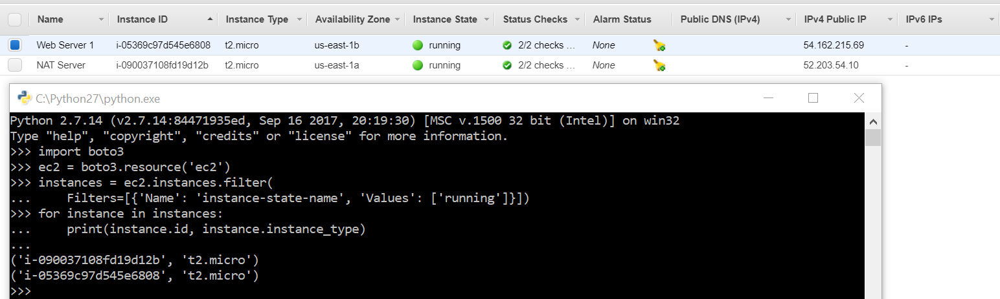 Name Instance ID Instance Type Availability Zone Instance State Status Checks Alarm Status Public DNS (IPv4) IPv4 Public IP IPv6 IPs
Web Server 1 i-05369c97d545e6808 t2.micro us-east-1b running 2/2 checks ... None 54.162.215.69 -
NAT Server i-090037108fd19d12b t2.micro us-east-1a running 2/2 checks ... None 52.203.54.10 -
C:\Python27\python.exe
Python 2.7.14 (v2.7.14:84471935ed, Sep 16 2017, 20:19:30) [MSC v.1500 32 bit (Intel)] on win32
Type "help", "copyright", "credits" or "license" for more information.
>>> import boto3
>>> ec2 = boto3.resource('ec2')
>>> instances = ec2.instances.filter(
...     Filters=[{'Name': 'instance-state-name', 'Values': ['running']}])
>>> for instance in instances:
...     print(instance.id, instance.instance_type)
...
('i-090037108fd19d12b', 't2.micro')
('i-05369c97d545e6808', 't2.micro')
>>>